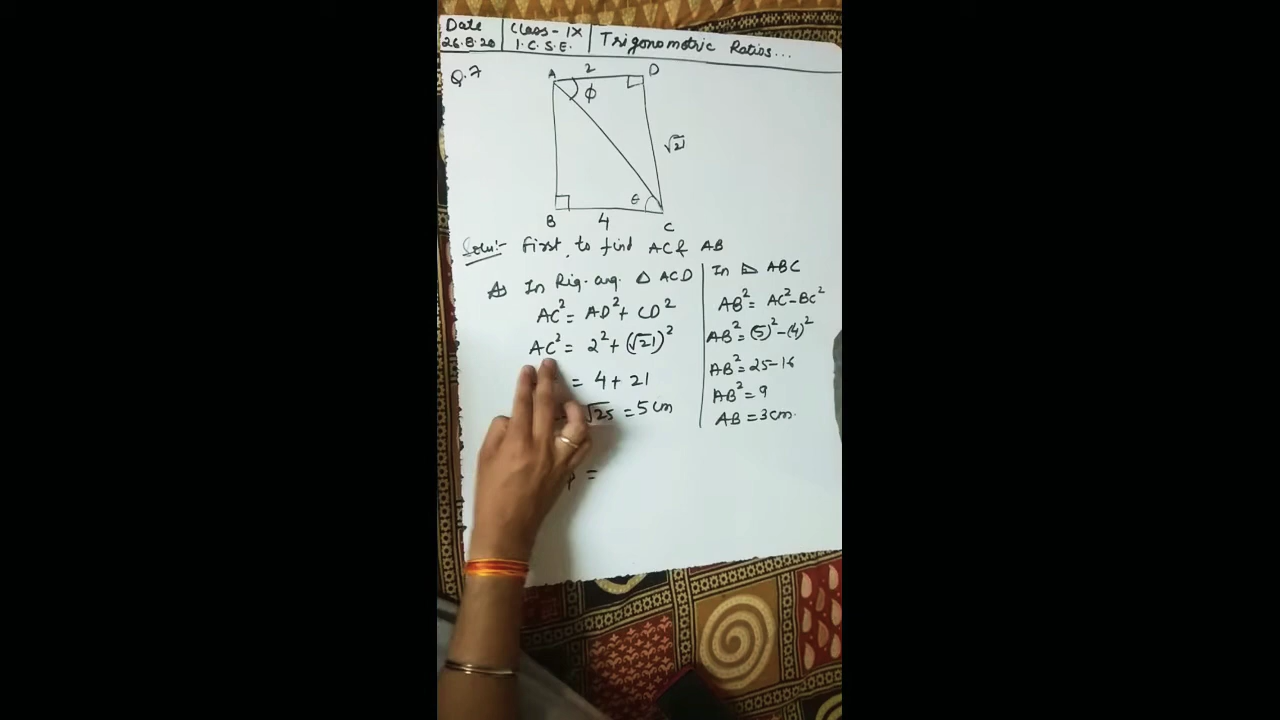 Date 26.8.20
Class - IX I.C.S.E.
Trigonometric Ratios...
Q.7
A 2 D
ϕ
√21
θ
B 4 C
Solu:- First, to find AC & AB
In Rig. ang. △ ACD
AC² = AD² + CD²
AC² = 2² + (√21)²
= 4 + 21
√25 = 5 cm
=
In ⊿ ABC
AB² = AC² - BC²
AB² = (5)² - (4)²
AB² = 25 - 16
AB² = 9
AB = 3 cm.